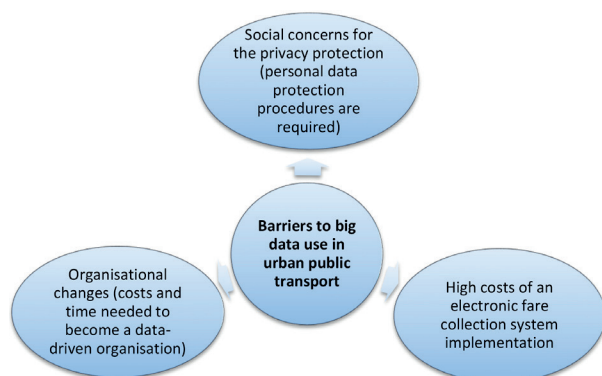 Social concerns for
the privacy protection
(personal data
protection
procedures are
required)
Barriers to big
data use in
urban public
transport
Organisational
changes (costs and
time needed to
become a data-
driven organisation)
High costs of an
electronic fare
collection system
implementation